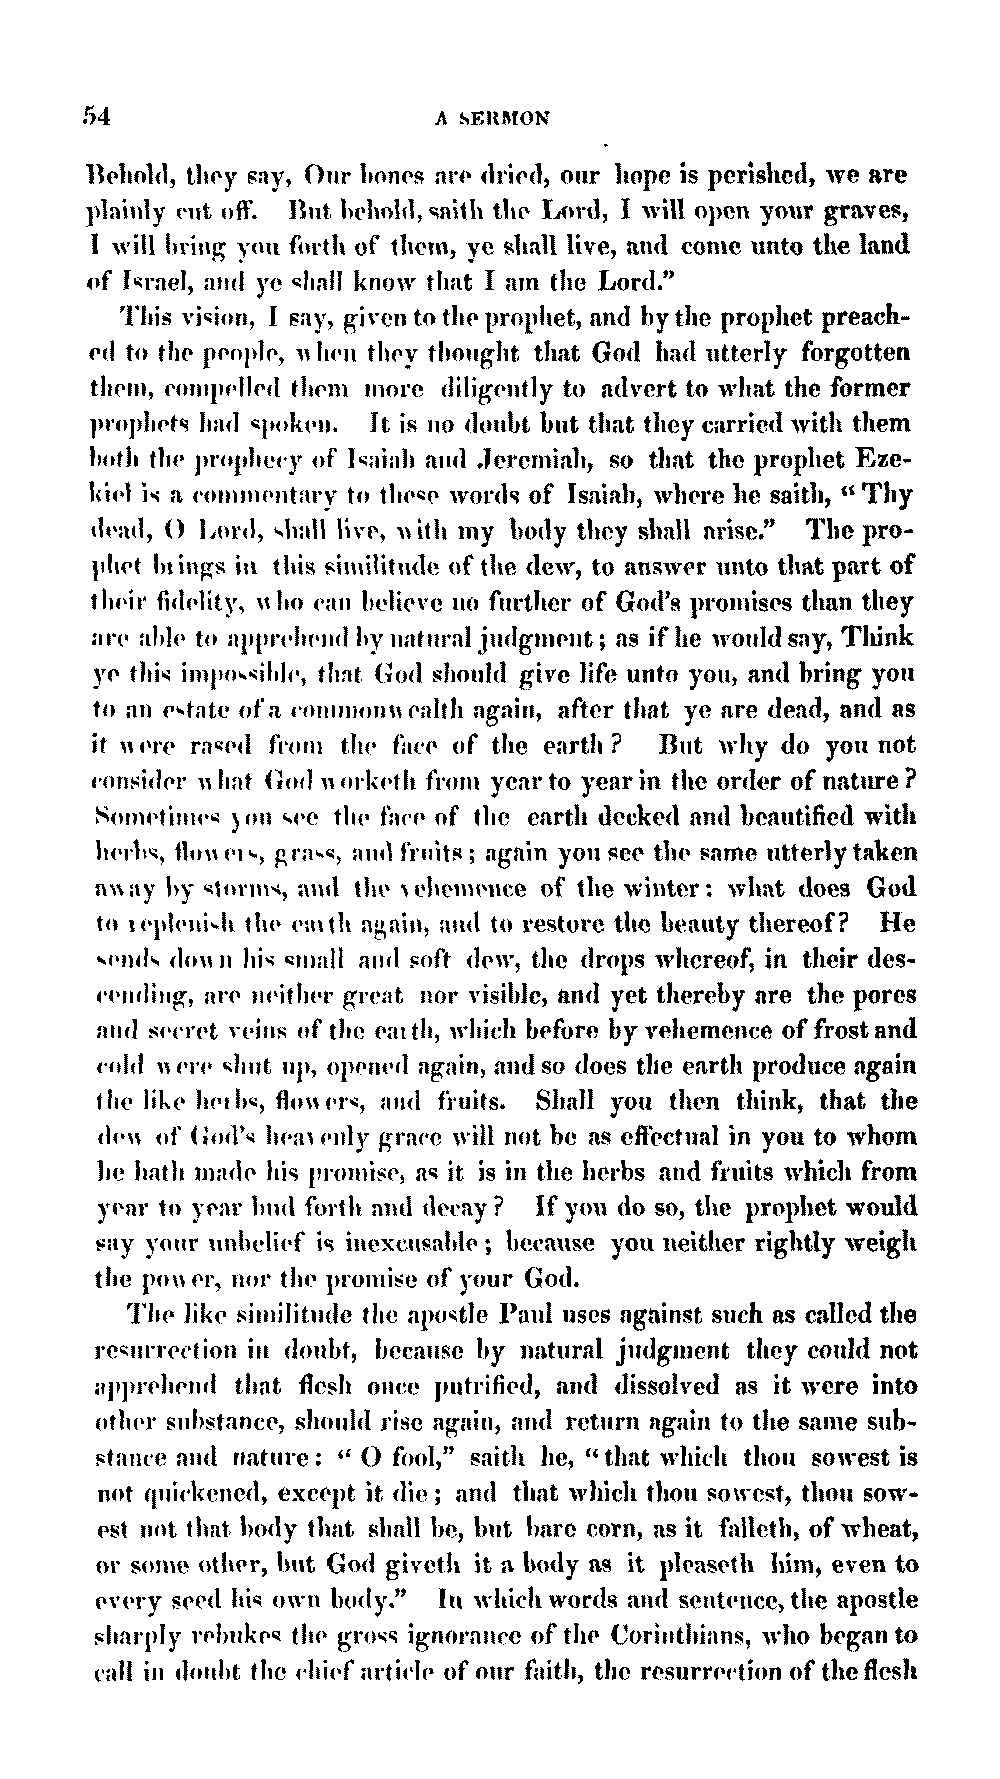 54 A SERMON
Behold, they say, Our bones are dried, our hope is perished, we are
plainly cut off. But behold, saith the Lord, I will open your graves,
I will bring you forth of them, ye shall live, and come unto the land
of Israel, and ye shall know that I am the Lord.”
This vision, I say, given to the prophet, and by the prophet preach-
ed to the people, when they thought that God had utterly forgotten
them, compelled them more diligently to advert to what the former
prophets had spoken. It is no doubt but that they carried with them
both the prophecy of Isaiah and Jeremiah, so that the prophet Eze-
kiel is a commentary to these words of Isaiah, where he saith, “Thy
dead, O Lord, shall live, with my body they shall arise.” The pro-
phet brings in this similitude of the dew, to answer unto that part of
their fidelity, who can believe no further of God's promises than they
are able to apprehend by natural judgment; as if he would say, Think
ye this impossible, that God should give life unto you, and bring you
to an estate of a commonwealth again, after that ye are dead, and as
it were rased from the face of the earth? But why do you not
consider what God worketh from year to year in the order of nature?
Sometimes you see the face of the earth decked and beautified with
herbs, flowers, grass, and fruits; again you see the same utterly taken
away by storms, and the vehemence of the winter: what does God
to replenish the earth again, and to restore the beauty thereof? He
sends down his small and soft dew, the drops whereof, in their des-
cending, are neither great nor visible, and yet thereby are the pores
and secret veins of the earth, which before by vehemence of frost and
cold were shut up, opened again, and so does the earth produce again
the like herbs, flowers, and fruits. Shall you then think, that the
dew of God's heavenly grace will not be as effectual in you to whom
he hath made his promise, as it is in the herbs and fruits which from
year to year bud forth and decay? If you do so, the prophet would
say your unbelief is inexcusable; because you neither rightly weigh
the power, nor the promise of your God.
The like similitude the apostle Paul uses against such as called the
resurrection in doubt, because by natural judgment they could not
apprehend that flesh once putrified, and dissolved as it were into
other substance, should rise again, and return again to the same sub-
stance and nature: “O fool,” saith he, “that which thou sowest is
not quickened, except it die; and that which thou sowest, thou sow-
est not that body that shall be, but bare corn, as it falleth, of wheat,
or some other, but God giveth it a body as it pleaseth him, even to
every seed his own body.” In which words and sentence, the apostle
sharply rebukes the gross ignorance of the Corinthians, who began to
call in doubt the chief article of our faith, the resurrection of the flesh